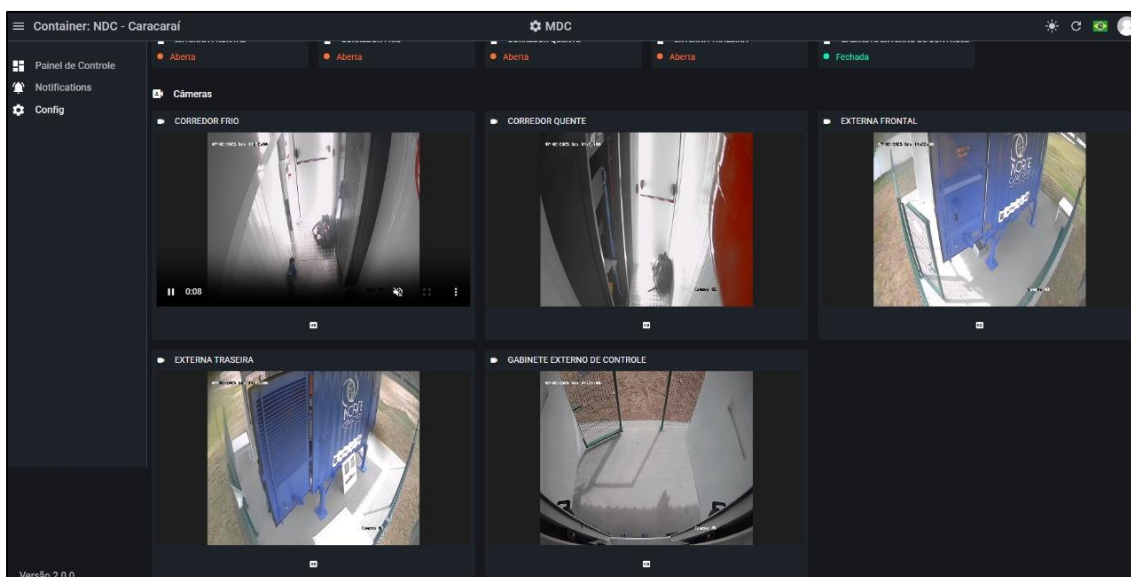 Container: NDC - Caracaraí
MDC
Painel de Controle
Notifications
Config
Aberta
Aberta
Aberta
Aberta
Fechada
Câmeras
CORREDOR FRIO
CORREDOR QUENTE
EXTERNA FRONTAL
0:08
EXTERNA TRASEIRA
GABINETE EXTERNO DE CONTROLE
Versão 2.0.0